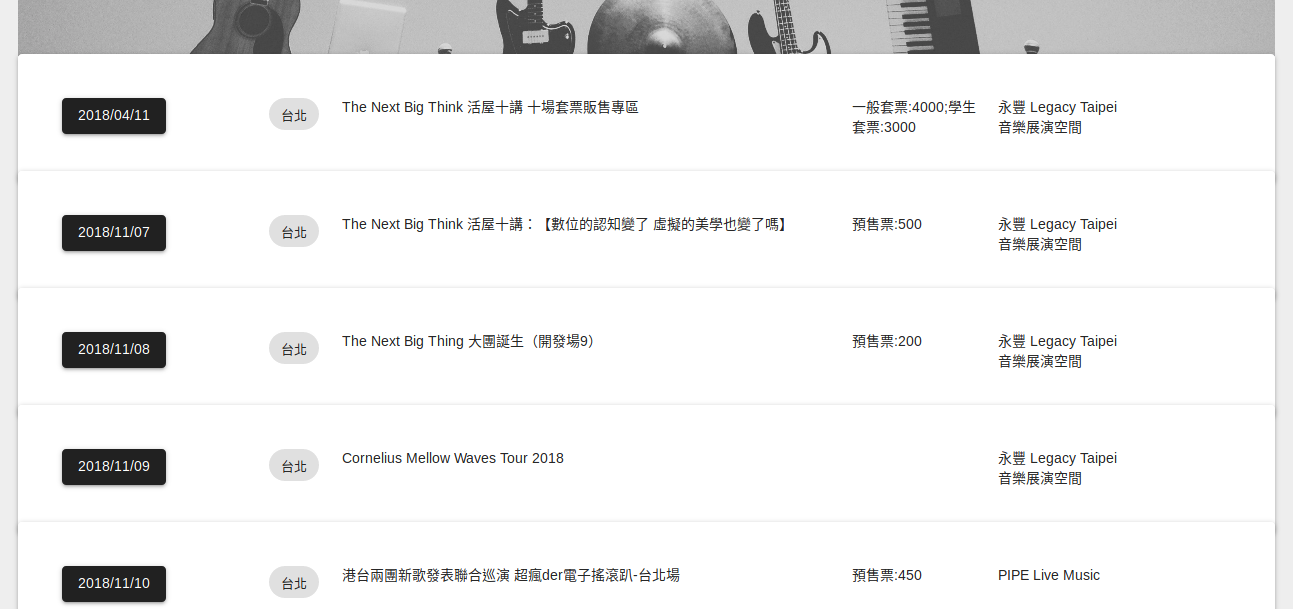 2018/04/11 台北 The Next Big Think 活屋十講 十場套票販售專區 一般套票:4000;學生 永豐 Legacy Taipei
套票:3000 音樂展演空間
2018/11/07 台北 The Next Big Think 活屋十講：【數位的認知變了 虛擬的美學也變了嗎】 預售票:500 永豐 Legacy Taipei
音樂展演空間
2018/11/08 台北 The Next Big Thing 大團誕生（開發場9） 預售票:200 永豐 Legacy Taipei
音樂展演空間
2018/11/09 台北 Cornelius Mellow Waves Tour 2018 永豐 Legacy Taipei
音樂展演空間
2018/11/10 台北 港台兩團新歌發表聯合巡演 超瘋der電子搖滾趴-台北場 預售票:450 PIPE Live Music